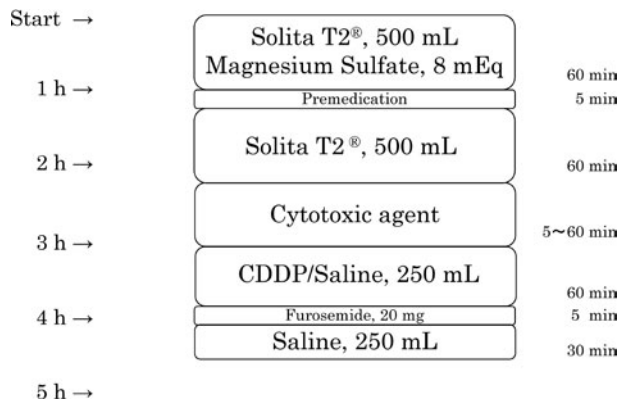 Start →
Solita T2®, 500 mL
Magnesium Sulfate, 8 mEq
60 min
1 h →
Premedication
5 min
Solita T2 ®, 500 mL
2 h →
60 min
Cytotoxic agent
5~60 min
3 h →
CDDP/Saline, 250 mL
60 min
4 h →
Furosemide, 20 mg
5 min
Saline, 250 mL
30 min
5 h →